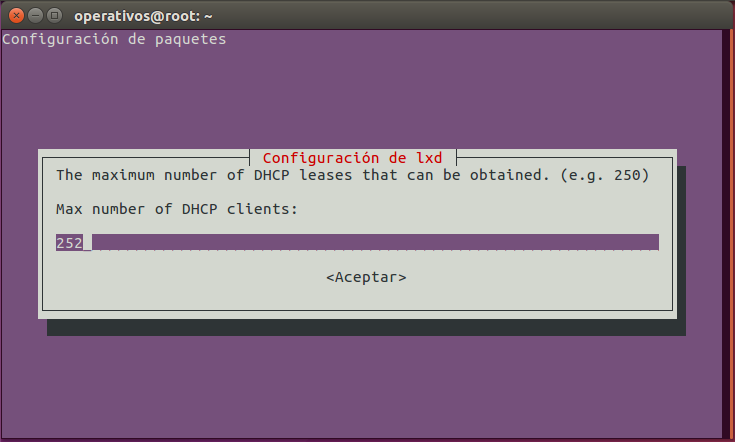 operativos@root: ~
Configuración de paquetes
Configuración de lxd
The maximum number of DHCP leases that can be obtained. (e.g. 250)
Max number of DHCP clients:
252
<Aceptar>